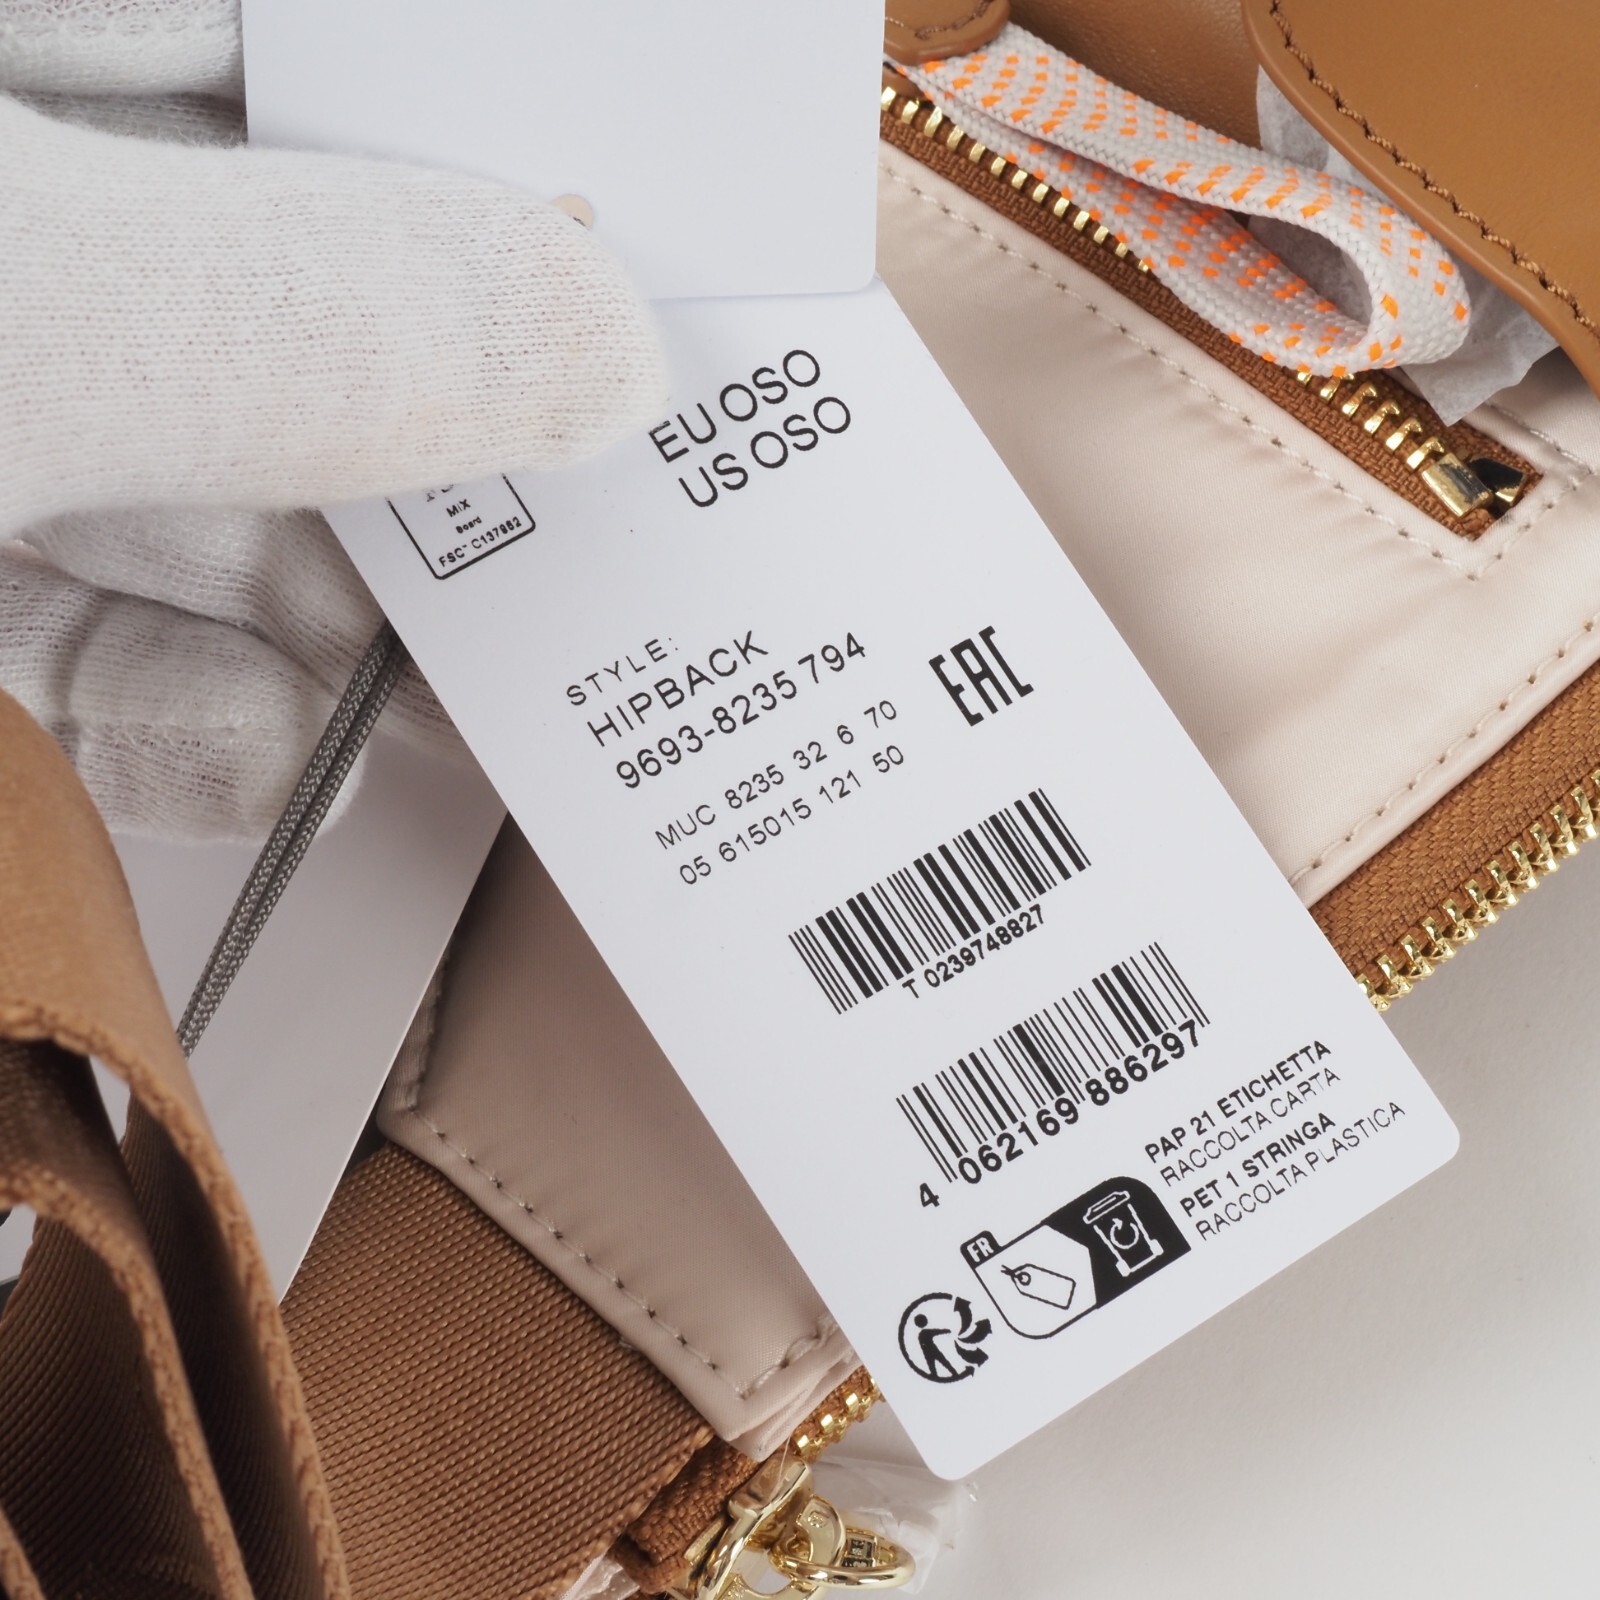 EU OSO
US OSO
MIX
Board
FSC™ C137982
STYLE:
HIPBACK
9693-8235 794
MUC 8235 32 6 70
05 615015 121 50
EAC
T 0239748827
4 062169 886297
PAP 21 ETICHETTA
RACCOLTA CARTA
PET 1 STRINGA
RACCOLTA PLASTICA
FR